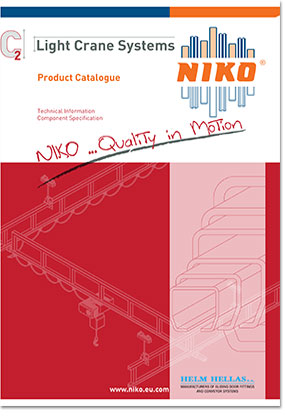 C2
Light Crane Systems
Product Catalogue
NIKO®
Technical Information
Component Specification
NIKO ...Quality in Motion
www.niko.eu.com
HELM HELLAS S.A.
MANUFACTURERS OF SLIDING DOOR FITTINGS
AND CONVEYOR SYSTEMS